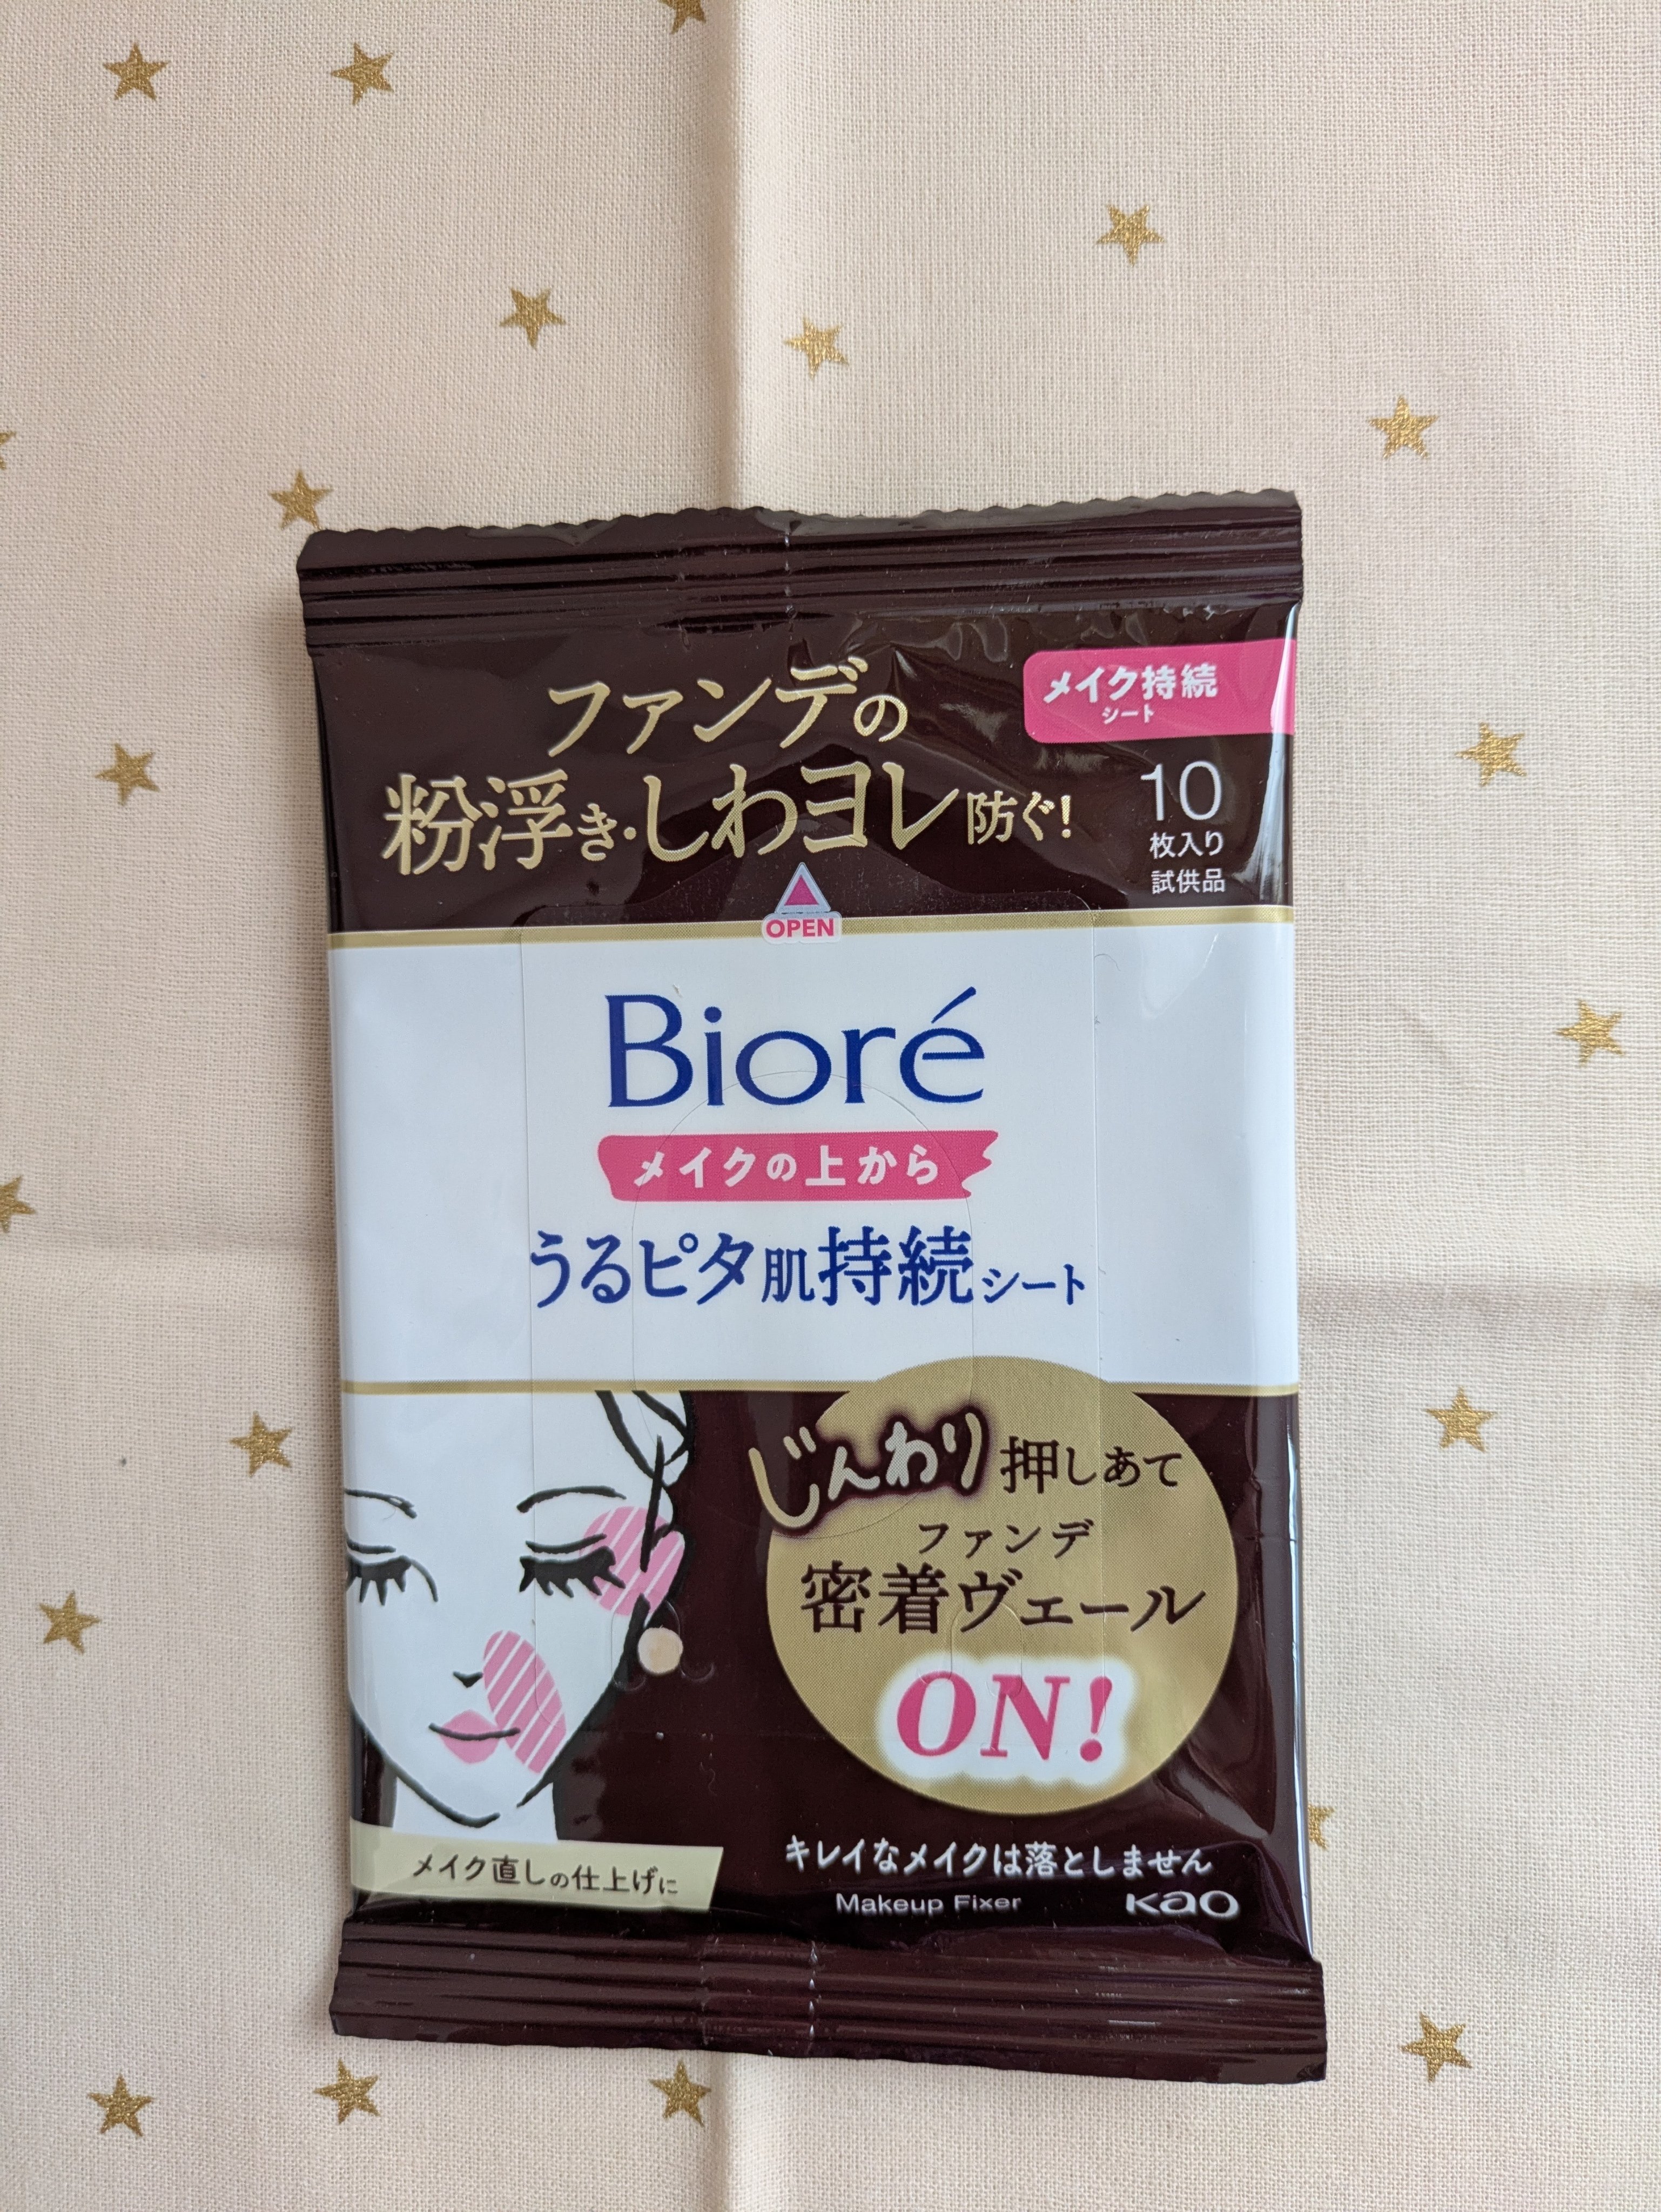 ファンデの
粉浮き・しわヨレ防ぐ!
メイク持続
シート
10
枚入り
試供品
OPEN
Bioré
メイクの上から
うるピタ肌持続シート
じんわり押しあて
ファンデ
密着ヴェール
ON!
メイク直しの仕上げに
キレイなメイクは落としません
Makeup Fixer
Kao